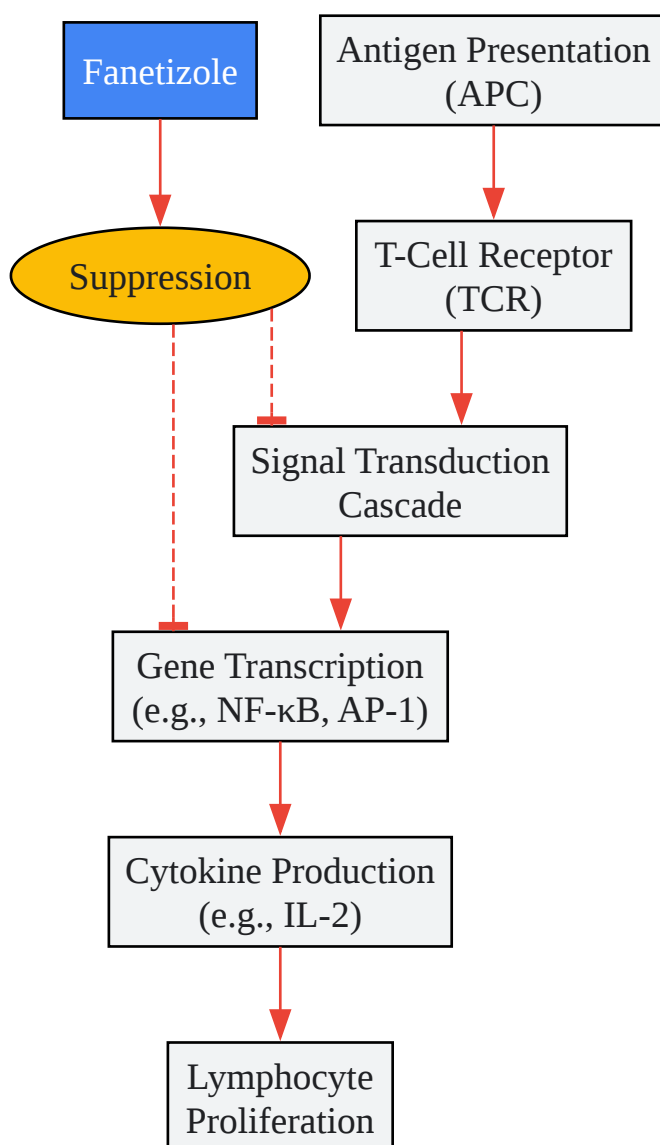 Fanetizole
Antigen Presentation
(APC)
Suppression
T-Cell Receptor
(TCR)
Signal Transduction
Cascade
Gene Transcription
(e.g., NF-κB, AP-1)
Cytokine Production
(e.g., IL-2)
Lymphocyte
Proliferation